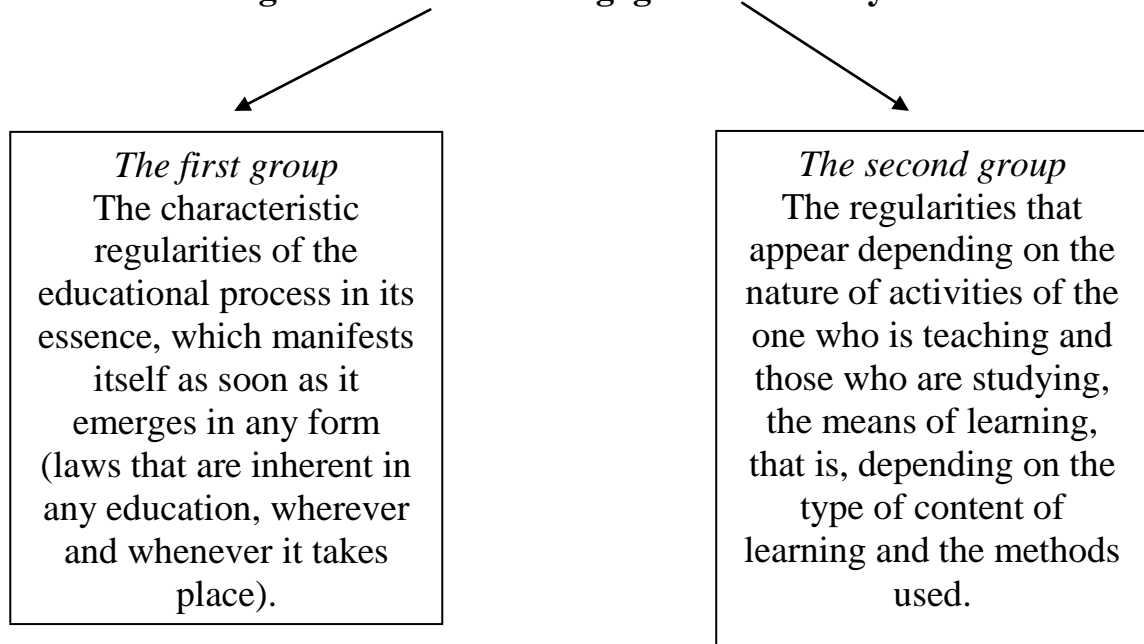 The first group
The characteristic
regularities of the
educational process in its
essence, which manifests
itself as soon as it
emerges in any form
(laws that are inherent in
any education, wherever
and whenever it takes
place).
The second group
The regularities that
appear depending on the
nature of activities of the
one who is teaching and
those who are studying,
the means of learning,
that is, depending on the
type of content of
learning and the methods
used.